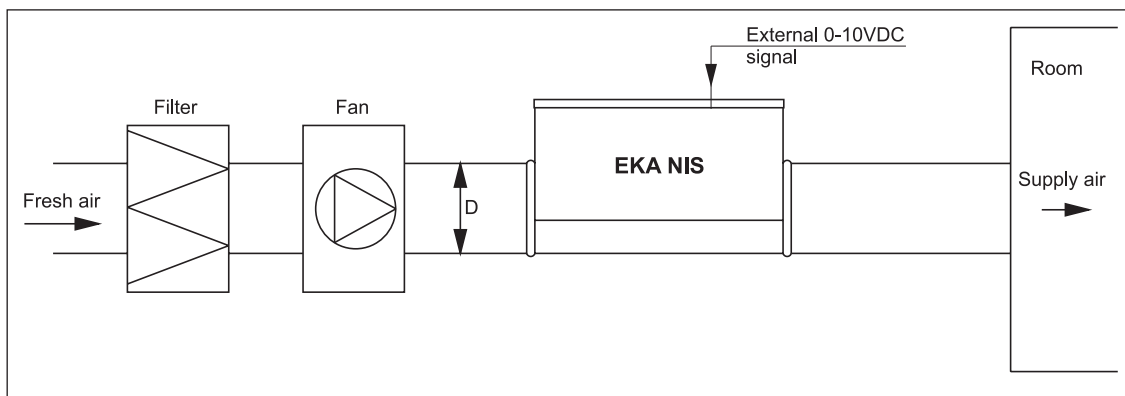 External 0-10VDC
signal
Room
Filter
Fan
EKA NIS
Fresh air
D
Supply air